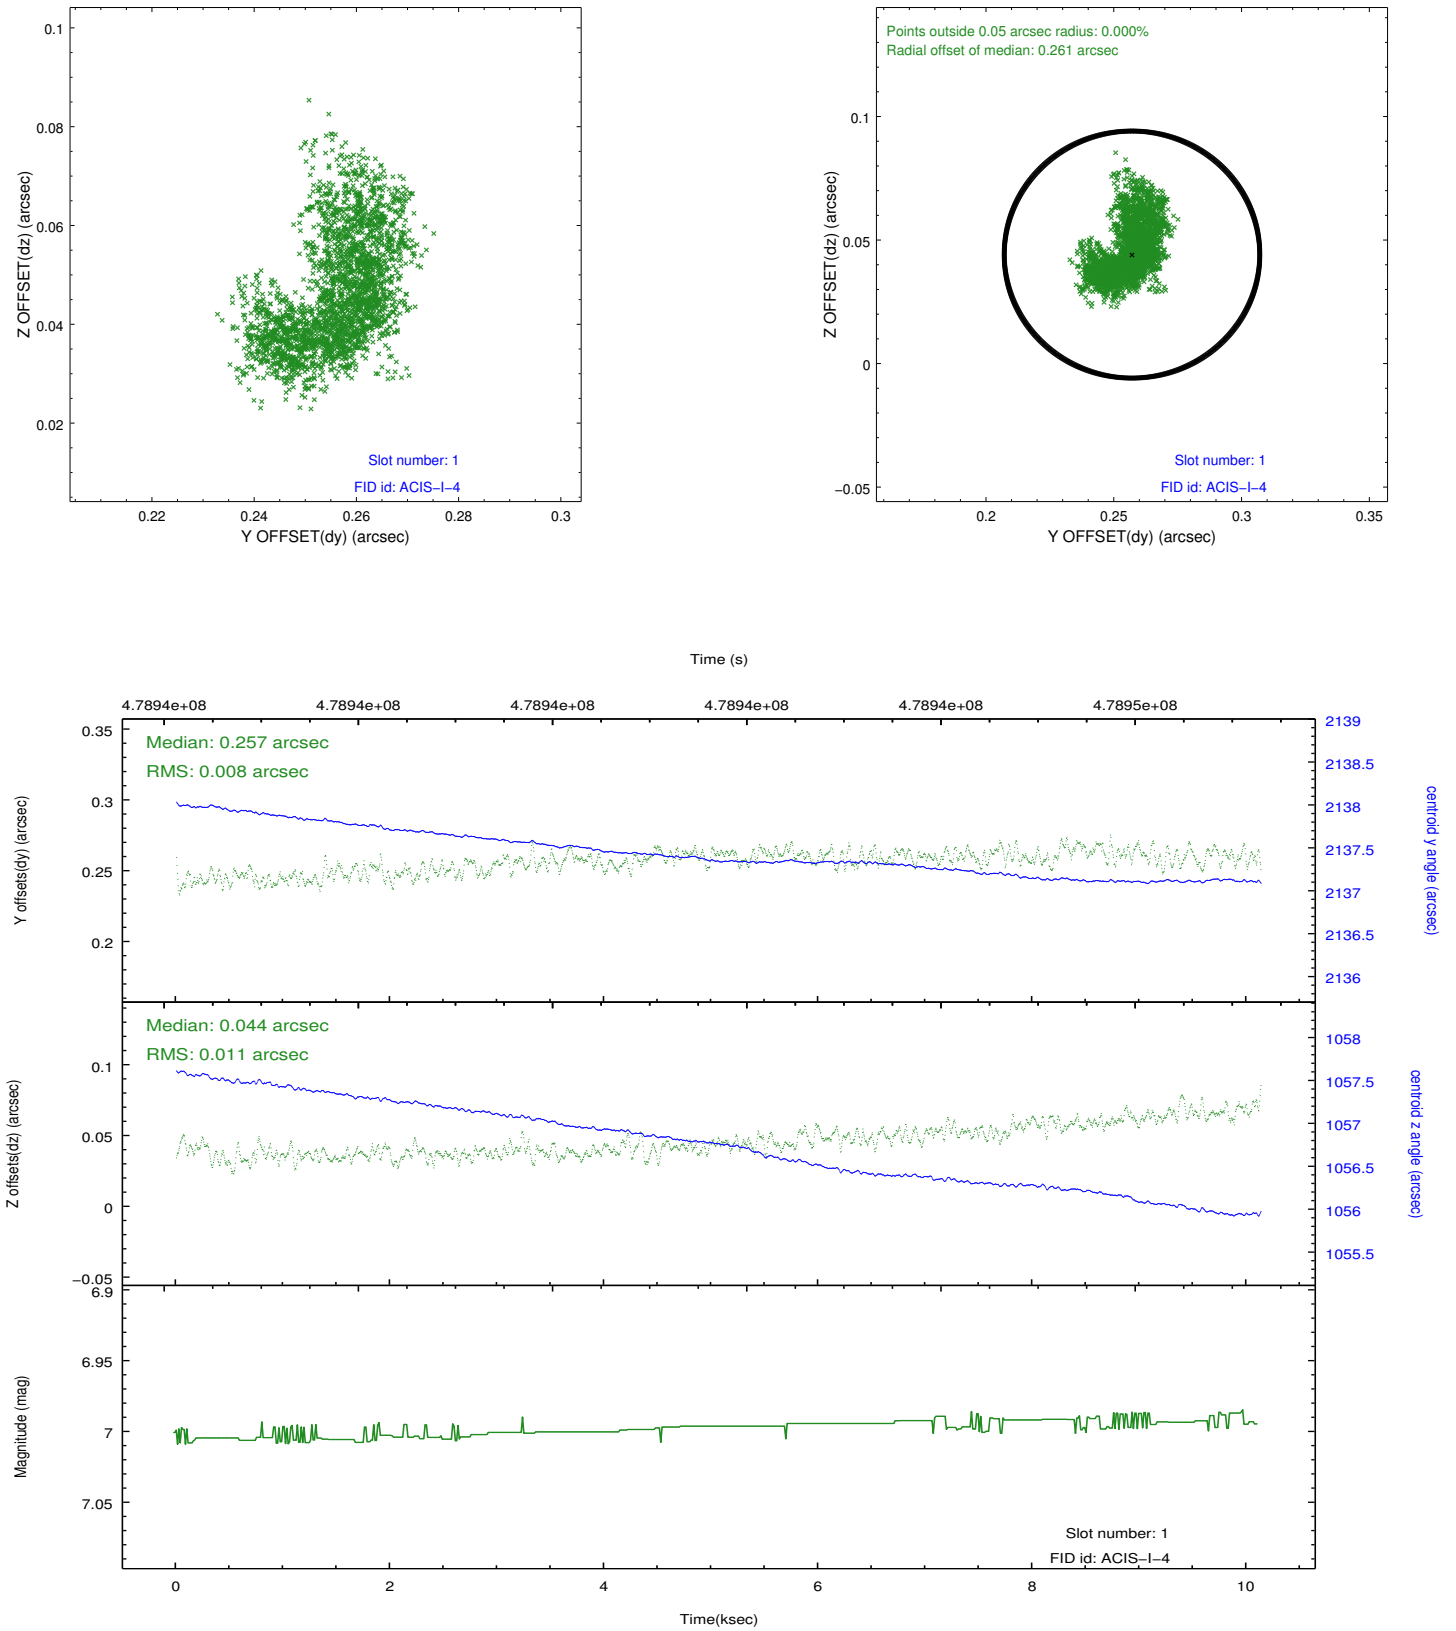 0.1
0.08
0.06
0.04
0.02
Z OFFSET(dz) (arcsec)
Slot number: 1
FID id: ACIS−I−4
0.22 0.24 0.26 0.28 0.3
Y OFFSET(dy) (arcsec)
Points outside 0.05 arcsec radius: 0.000%
Radial offset of median: 0.261 arcsec
0.1
0.05
0
−0.05
Z OFFSET(dz) (arcsec)
Slot number: 1
FID id: ACIS−I−4
0.2 0.25 0.3 0.35
Y OFFSET(dy) (arcsec)
Time (s)
4.7894e+08 4.7894e+08 4.7894e+08 4.7894e+08 4.7894e+08 4.7895e+08
Median: 0.257 arcsec
RMS: 0.008 arcsec
0.35
0.3
0.25
0.2
Y offsets(dy) (arcsec)
2139
2138.5
2138
2137.5
2137
2136.5
2136
centroid y angle (arcsec)
Median: 0.044 arcsec
RMS: 0.011 arcsec
0.1
0.05
0
−0.05
Z offsets(dz) (arcsec)
1058
1057.5
1057
1056.5
1056
1055.5
centroid z angle (arcsec)
6.9
6.95
7
7.05
Magnitude (mag)
Slot number: 1
FID id: ACIS−I−4
0 2 4 6 8 10
Time(ksec)